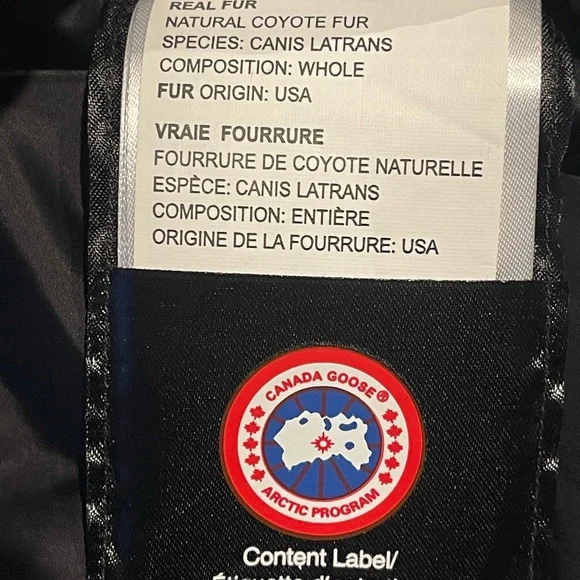 REAL FUR
NATURAL COYOTE FUR
SPECIES: CANIS LATRANS
COMPOSITION: WHOLE
FUR ORIGIN: USA
VRAIE FOURRURE
FOURRURE DE COYOTE NATURELLE
ESPÈCE: CANIS LATRANS
COMPOSITION: ENTIÈRE
ORIGINE DE LA FOURRURE: USA
CANADA GOOSE®
ARCTIC PROGRAM
Content Label/
Étiquette